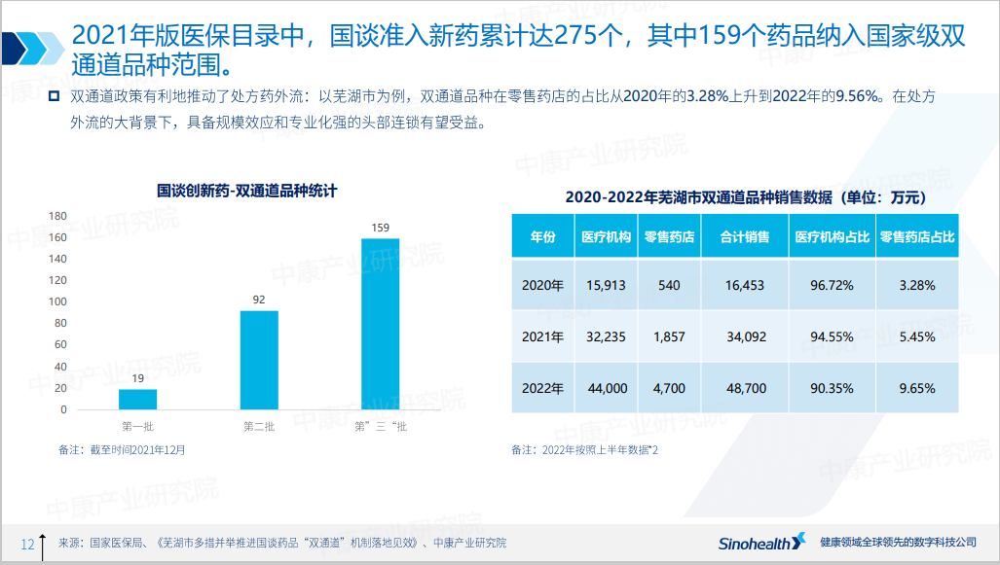 2021年版医保目录中，国谈准入新药累计达275个，其中159个药品纳入国家级双
通道品种范围。
双通道政策有利地推动了处方药外流：以芜湖市为例，双通道品种在零售药店的占比从2020年的3.28%上升到2022年的9.56%。在处方
外流的大背景下，具备规模效应和专业化强的头部连锁有望受益。
国谈创新药-双通道品种统计
180
160
140
120
100
80
60
40
20
0
19
92
159
第一批
第二批
第”三“批
备注：截至时间2021年12月
2020-2022年芜湖市双通道品种销售数据（单位：万元）
年份 医疗机构 零售药店 合计销售 医疗机构占比 零售药店占比
2020年 15,913 540 16,453 96.72% 3.28%
2021年 32,235 1,857 34,092 94.55% 5.45%
2022年 44,000 4,700 48,700 90.35% 9.65%
备注：2022年按照上半年数据*2
12
来源：国家医保局、《芜湖市多措并举推进国谈药品“双通道”机制落地见效》、中康产业研究院
Sinohealth
健康领域全球领先的数字科技公司
中康产业研究院